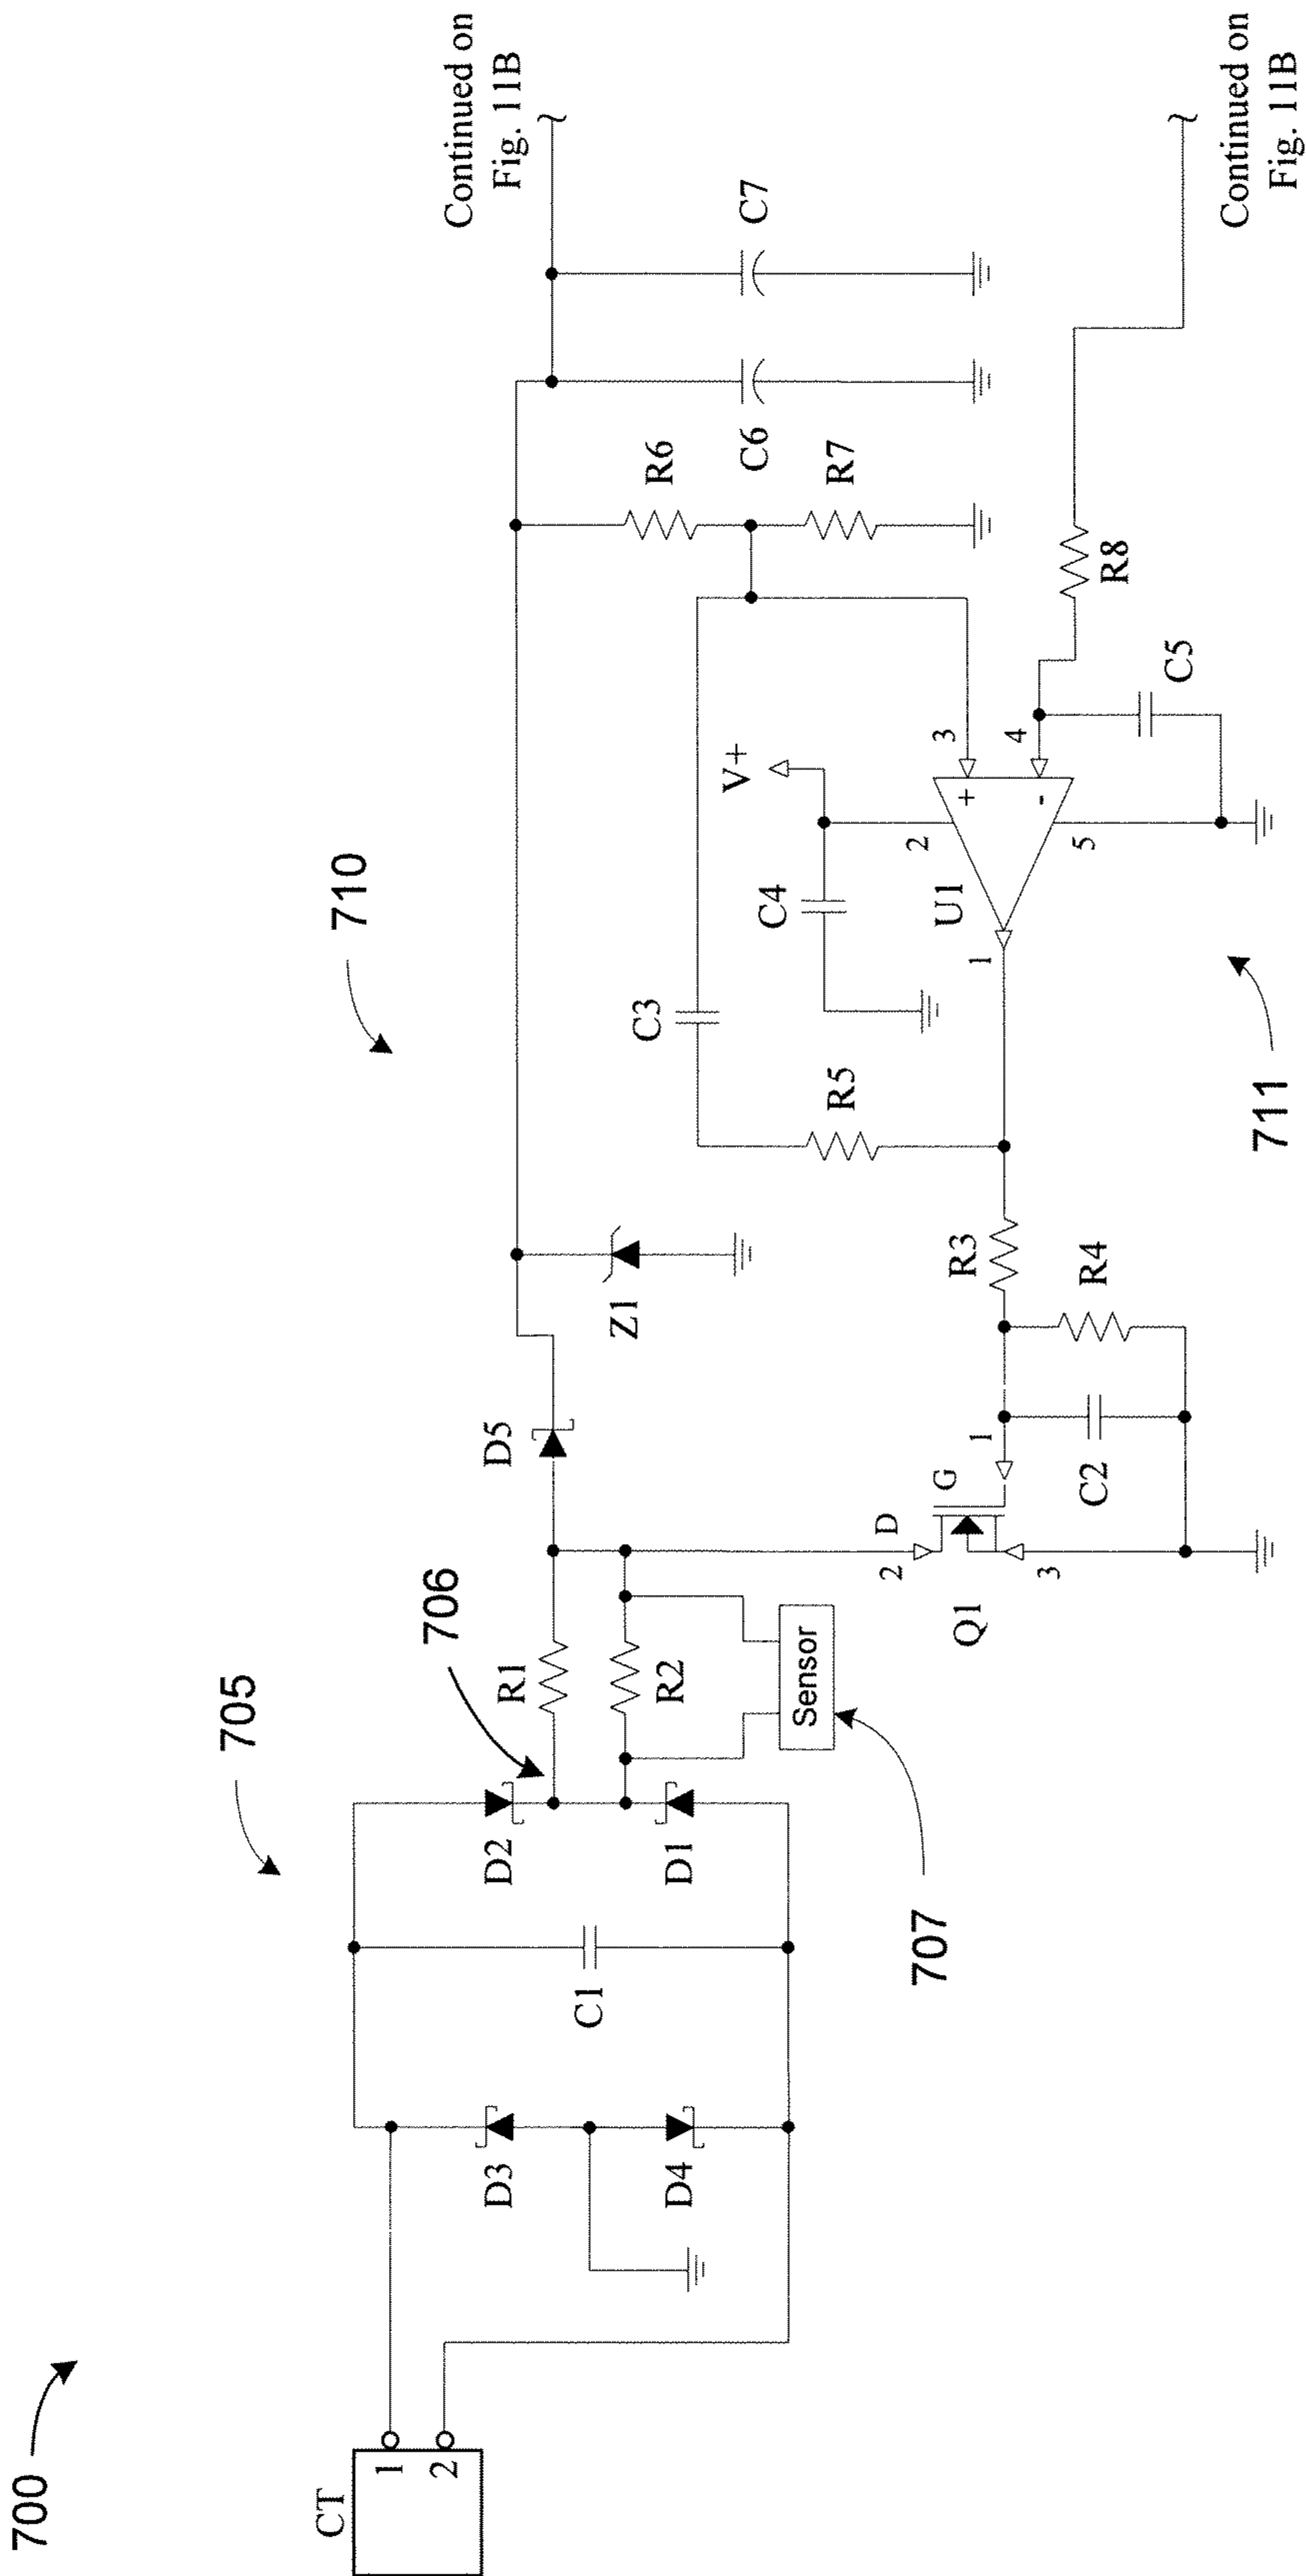 700
CT
1
2
705
D3
D4
C1
D2
D1
706
R1
R2
Sensor
707
D5
Q1
D
2
G
1
3
C2
R4
R3
Z1
710
R5
C3
C4
V+
U1
1
2
3
4
5
+
-
711
C5
R8
R6
R7
C6
C7
Continued on
Fig. 11B
Continued on
Fig. 11B